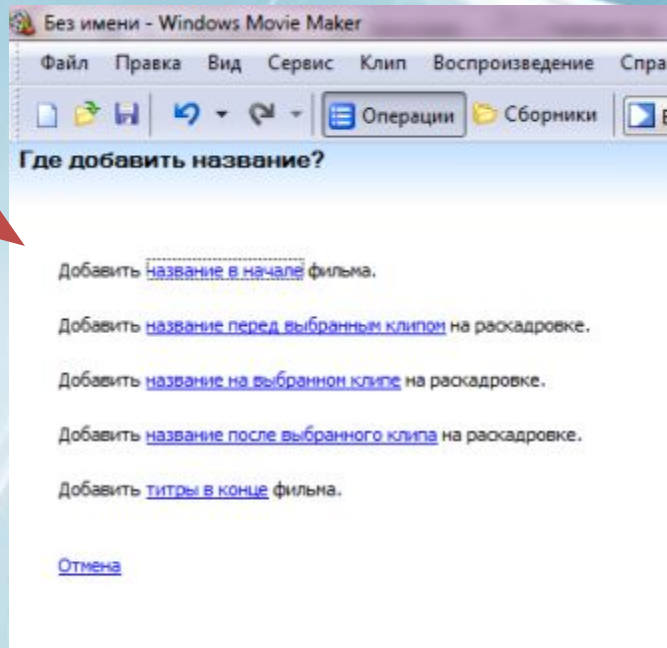 Без имени - Windows Movie Maker
Файл Правка Вид Сервис Клип Воспроизведение Спра
Операции Сборники
Где добавить название?
Добавить название в начале фильма.
Добавить название перед выбранным клипом на раскадровке.
Добавить название на выбранном клипе на раскадровке.
Добавить название после выбранного клипа на раскадровке.
Добавить титры в конце фильма.
Отмена